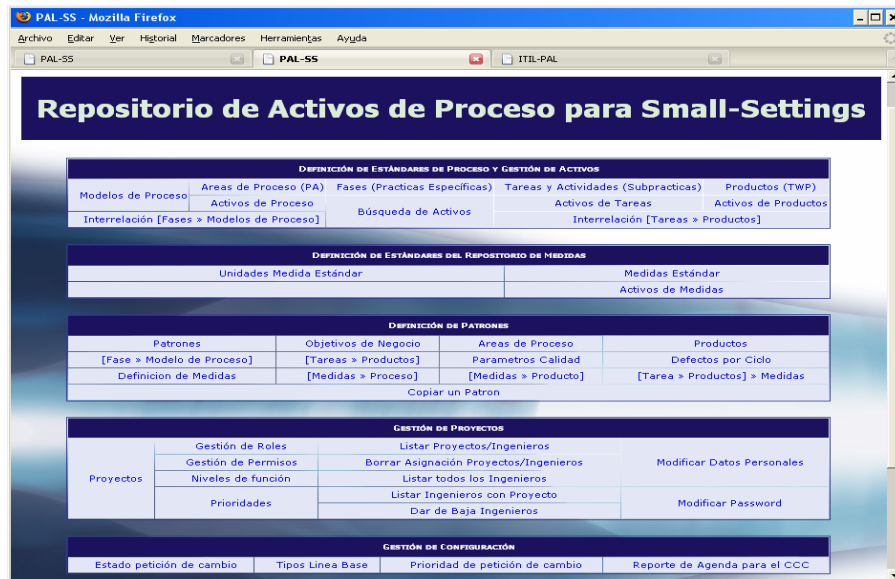 PAL-SS - Mozilla Firefox
Archivo Editar Ver Historial Marcadores Herramientas Ayuda
PAL-SS PAL-SS ITIL-PAL
Repositorio de Activos de Proceso para Small-Settings
Definición de Estándares de Proceso y Gestión de Activos
Modelos de Proceso Areas de Proceso (PA) Fases (Practicas Específicas) Tareas y Actividades (Subpracticas) Productos (TWP)
Activos de Proceso Búsqueda de Activos Activos de Tareas Activos de Productos
Interrelación [Fases » Modelos de Proceso] Interrelación [Tareas » Productos]
Definición de Estándares del Repositorio de Medidas
Unidades Medida Estándar Medidas Estándar
Activos de Medidas
Definición de Patrones
Patrones Objetivos de Negocio Areas de Proceso Productos
[Fase » Modelo de Proceso] [Tareas » Productos] Parametros Calidad Defectos por Ciclo
Definicion de Medidas [Medidas » Proceso] [Medidas » Producto] [Tarea » Productos] » Medidas
Copiar un Patron
Gestión de Proyectos
Proyectos Gestión de Roles Listar Proyectos/Ingenieros Modificar Datos Personales
Gestión de Permisos Borrar Asignación Proyectos/Ingenieros
Niveles de función Listar todos los Ingenieros
Prioridades Listar Ingenieros con Proyecto Modificar Password
Dar de Baja Ingenieros
Gestión de Configuración
Estado petición de cambio Tipos Linea Base Prioridad de petición de cambio Reporte de Agenda para el CCC